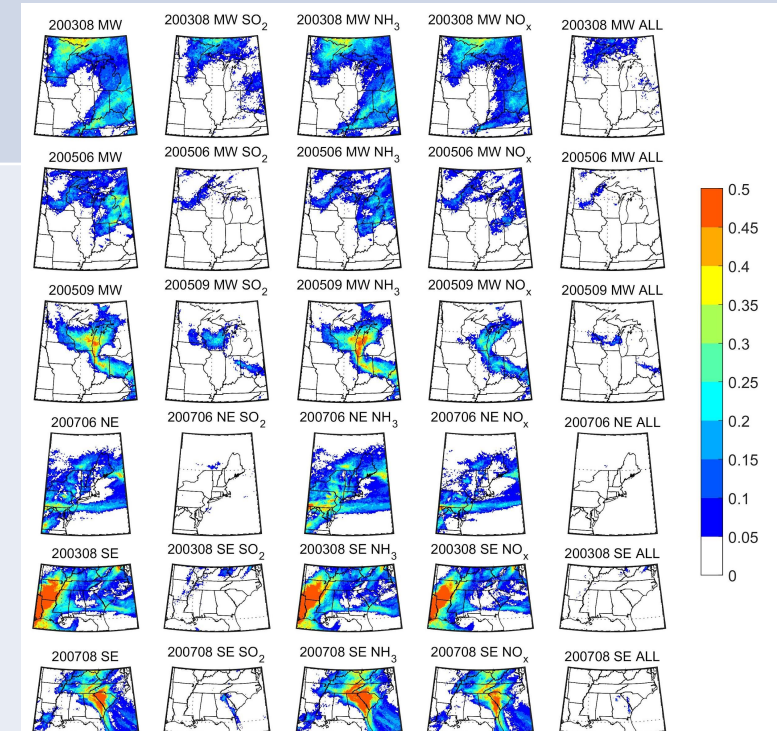 200308 MW 200308 MW SO2 200308 MW NH3 200308 MW NOx 200308 MW ALL
200506 MW 200506 MW SO2 200506 MW NH3 200506 MW NOx 200506 MW ALL
200509 MW 200509 MW SO2 200509 MW NH3 200509 MW NOx 200509 MW ALL
200706 NE 200706 NE SO2 200706 NE NH3 200706 NE NOx 200706 NE ALL
200308 SE 200308 SE SO2 200308 SE NH3 200308 SE NOx 200308 SE ALL
200708 SE 200708 SE SO2 200708 SE NH3 200708 SE NOx 200708 SE ALL
0.5
0.45
0.4
0.35
0.3
0.25
0.2
0.15
0.1
0.05
0